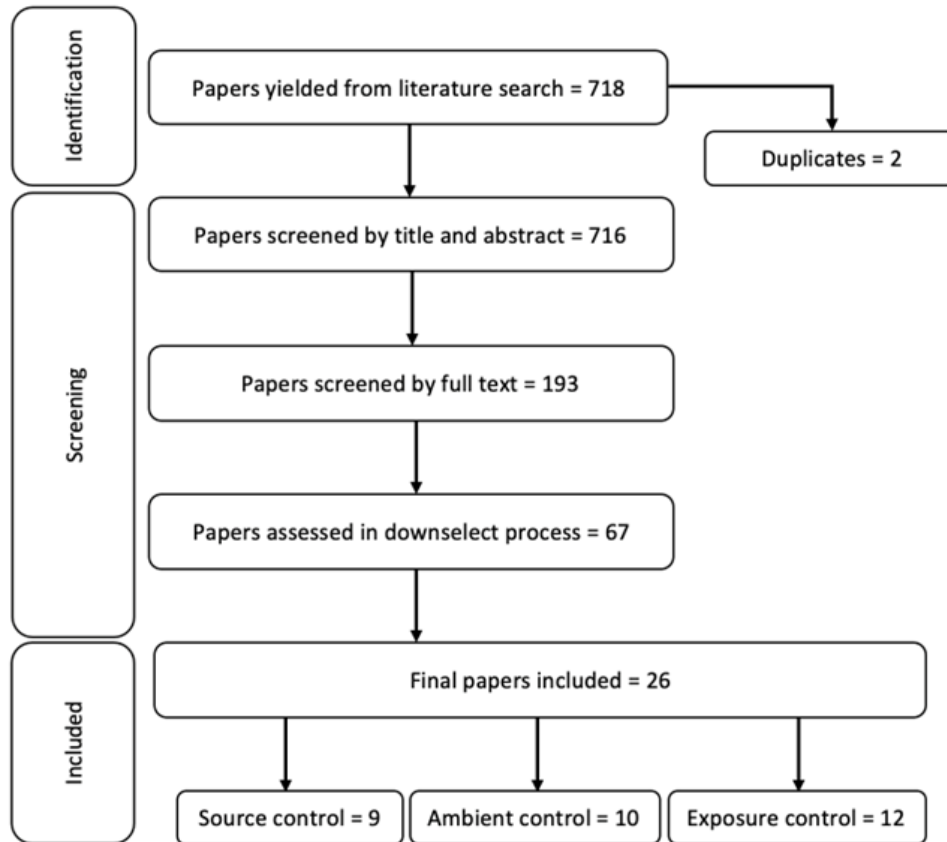 Identification
Papers yielded from literature search = 718
Duplicates = 2
Screening
Papers screened by title and abstract = 716
Papers screened by full text = 193
Papers assessed in downselect process = 67
Included
Final papers included = 26
Source control = 9
Ambient control = 10
Exposure control = 12